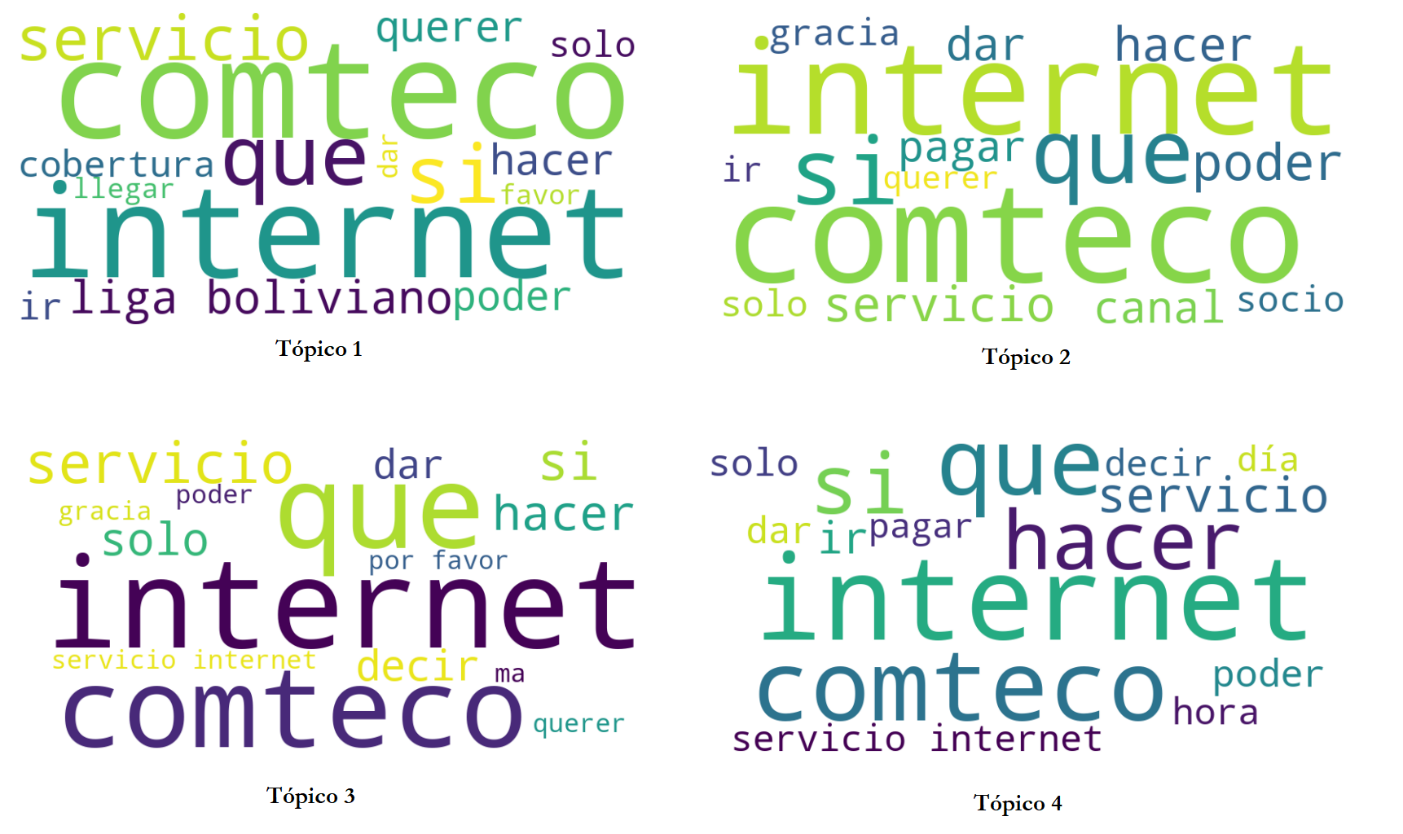 servicio querer solo
comteco
cobertura que dar si hacer
llegar favor
internet
ir liga boliviano poder
Tópico 1
gracia dar hacer
internet
ir si pagar que poder
querer
comteco
solo servicio canal socio
Tópico 2
servicio dar si
gracia poder que hacer
solo
por favor
internet
servicio internet decir ma
comteco querer
Tópico 3
solo si que decir día
servicio
dar ir pagar hacer
internet
comteco poder
hora
servicio internet
Tópico 4